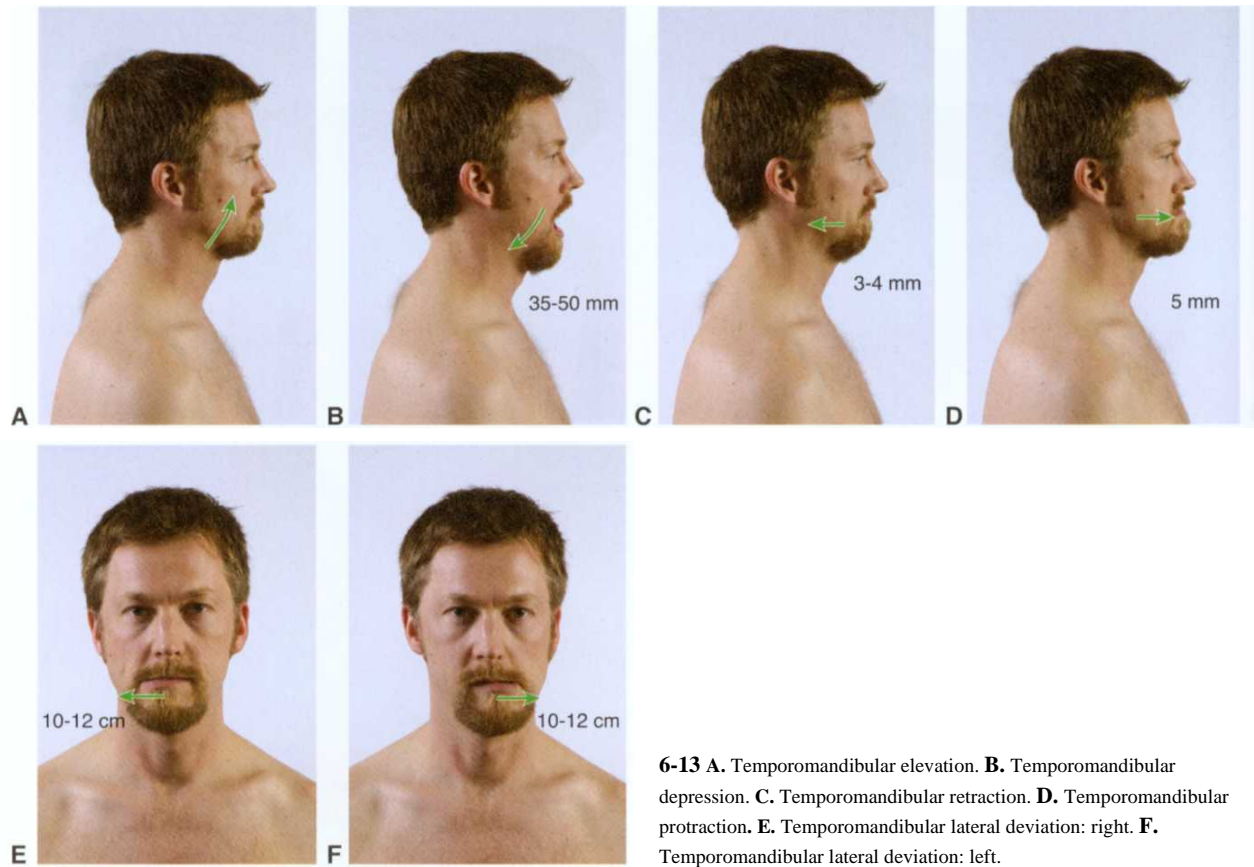 35-50 mm
3-4 mm
5 mm
A
B
C
D
10-12 cm
10-12 cm
E
F
6-13 A. Temporomandibular elevation. B. Temporomandibular
depression. C. Temporomandibular retraction. D. Temporomandibular
protraction. E. Temporomandibular lateral deviation: right. F.
Temporomandibular lateral deviation: left.